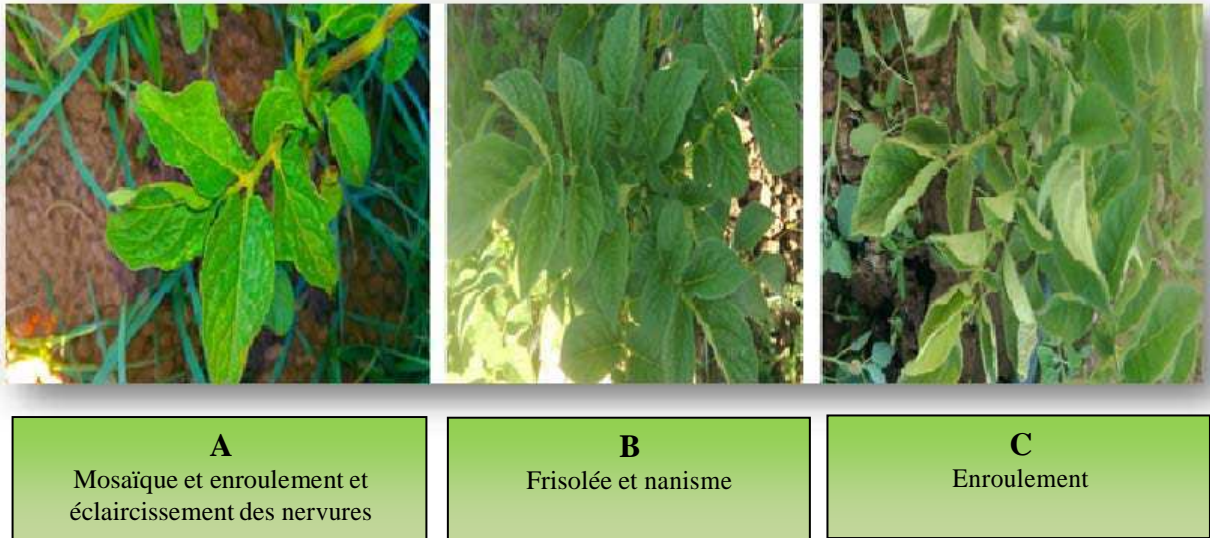 A
Mosaïque et enroulement et
éclaircissement des nervures
B
Frisolée et nanisme
C
Enroulement